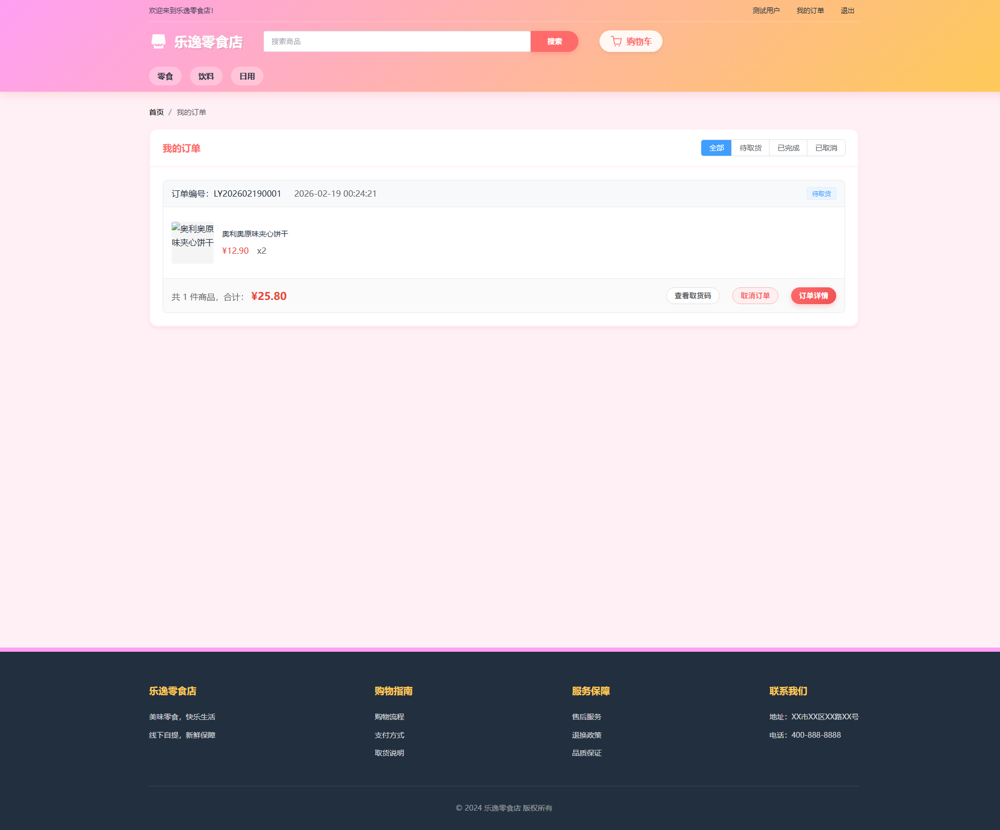 欢迎来到乐逸零食店！
测试用户 我的订单 退出
乐逸零食店
搜索商品
搜索
购物车
零食 饮料 日用
首页 / 我的订单
我的订单
全部 待取货 已完成 已取消
订单编号：LY202602190001 2026-02-19 00:24:21
待取货
奥利奥原味夹心饼干
奥利奥原味夹心饼干
¥12.90 x2
共 1 件商品，合计： ¥25.80
查看取货码 取消订单 订单详情
乐逸零食店 购物指南 服务保障 联系我们
美味零食，快乐生活 购物流程 售后服务 地址：XX市XX区XX路XX号
线下自提，新鲜保障 支付方式 退换政策 电话：400-888-8888
取货说明 品质保证
© 2024 乐逸零食店 版权所有